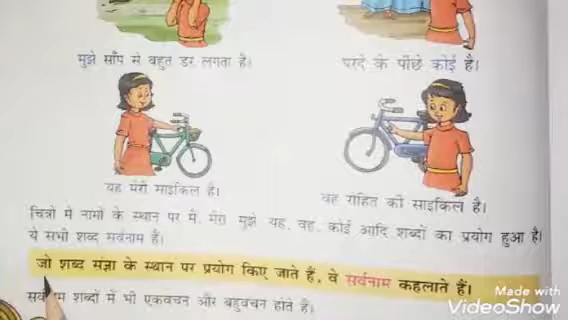 मुझे साँप से बहुत डर लगता है।
परदे के पीछे कोई है।
यह मेरी साइकिल है।
वह रोहित की साइकिल है।
चित्रों में नामों के स्थान पर मैं, मेरा, मुझे, यह, वह, कोई आदि शब्दों का प्रयोग हुआ है।
ये सभी शब्द सर्वनाम हैं।
जो शब्द संज्ञा के स्थान पर प्रयोग किए जाते हैं, वे सर्वनाम कहलाते हैं।
शब्दों में भी एकवचन और बहुवचन होते हैं।
Made with
VideoShow